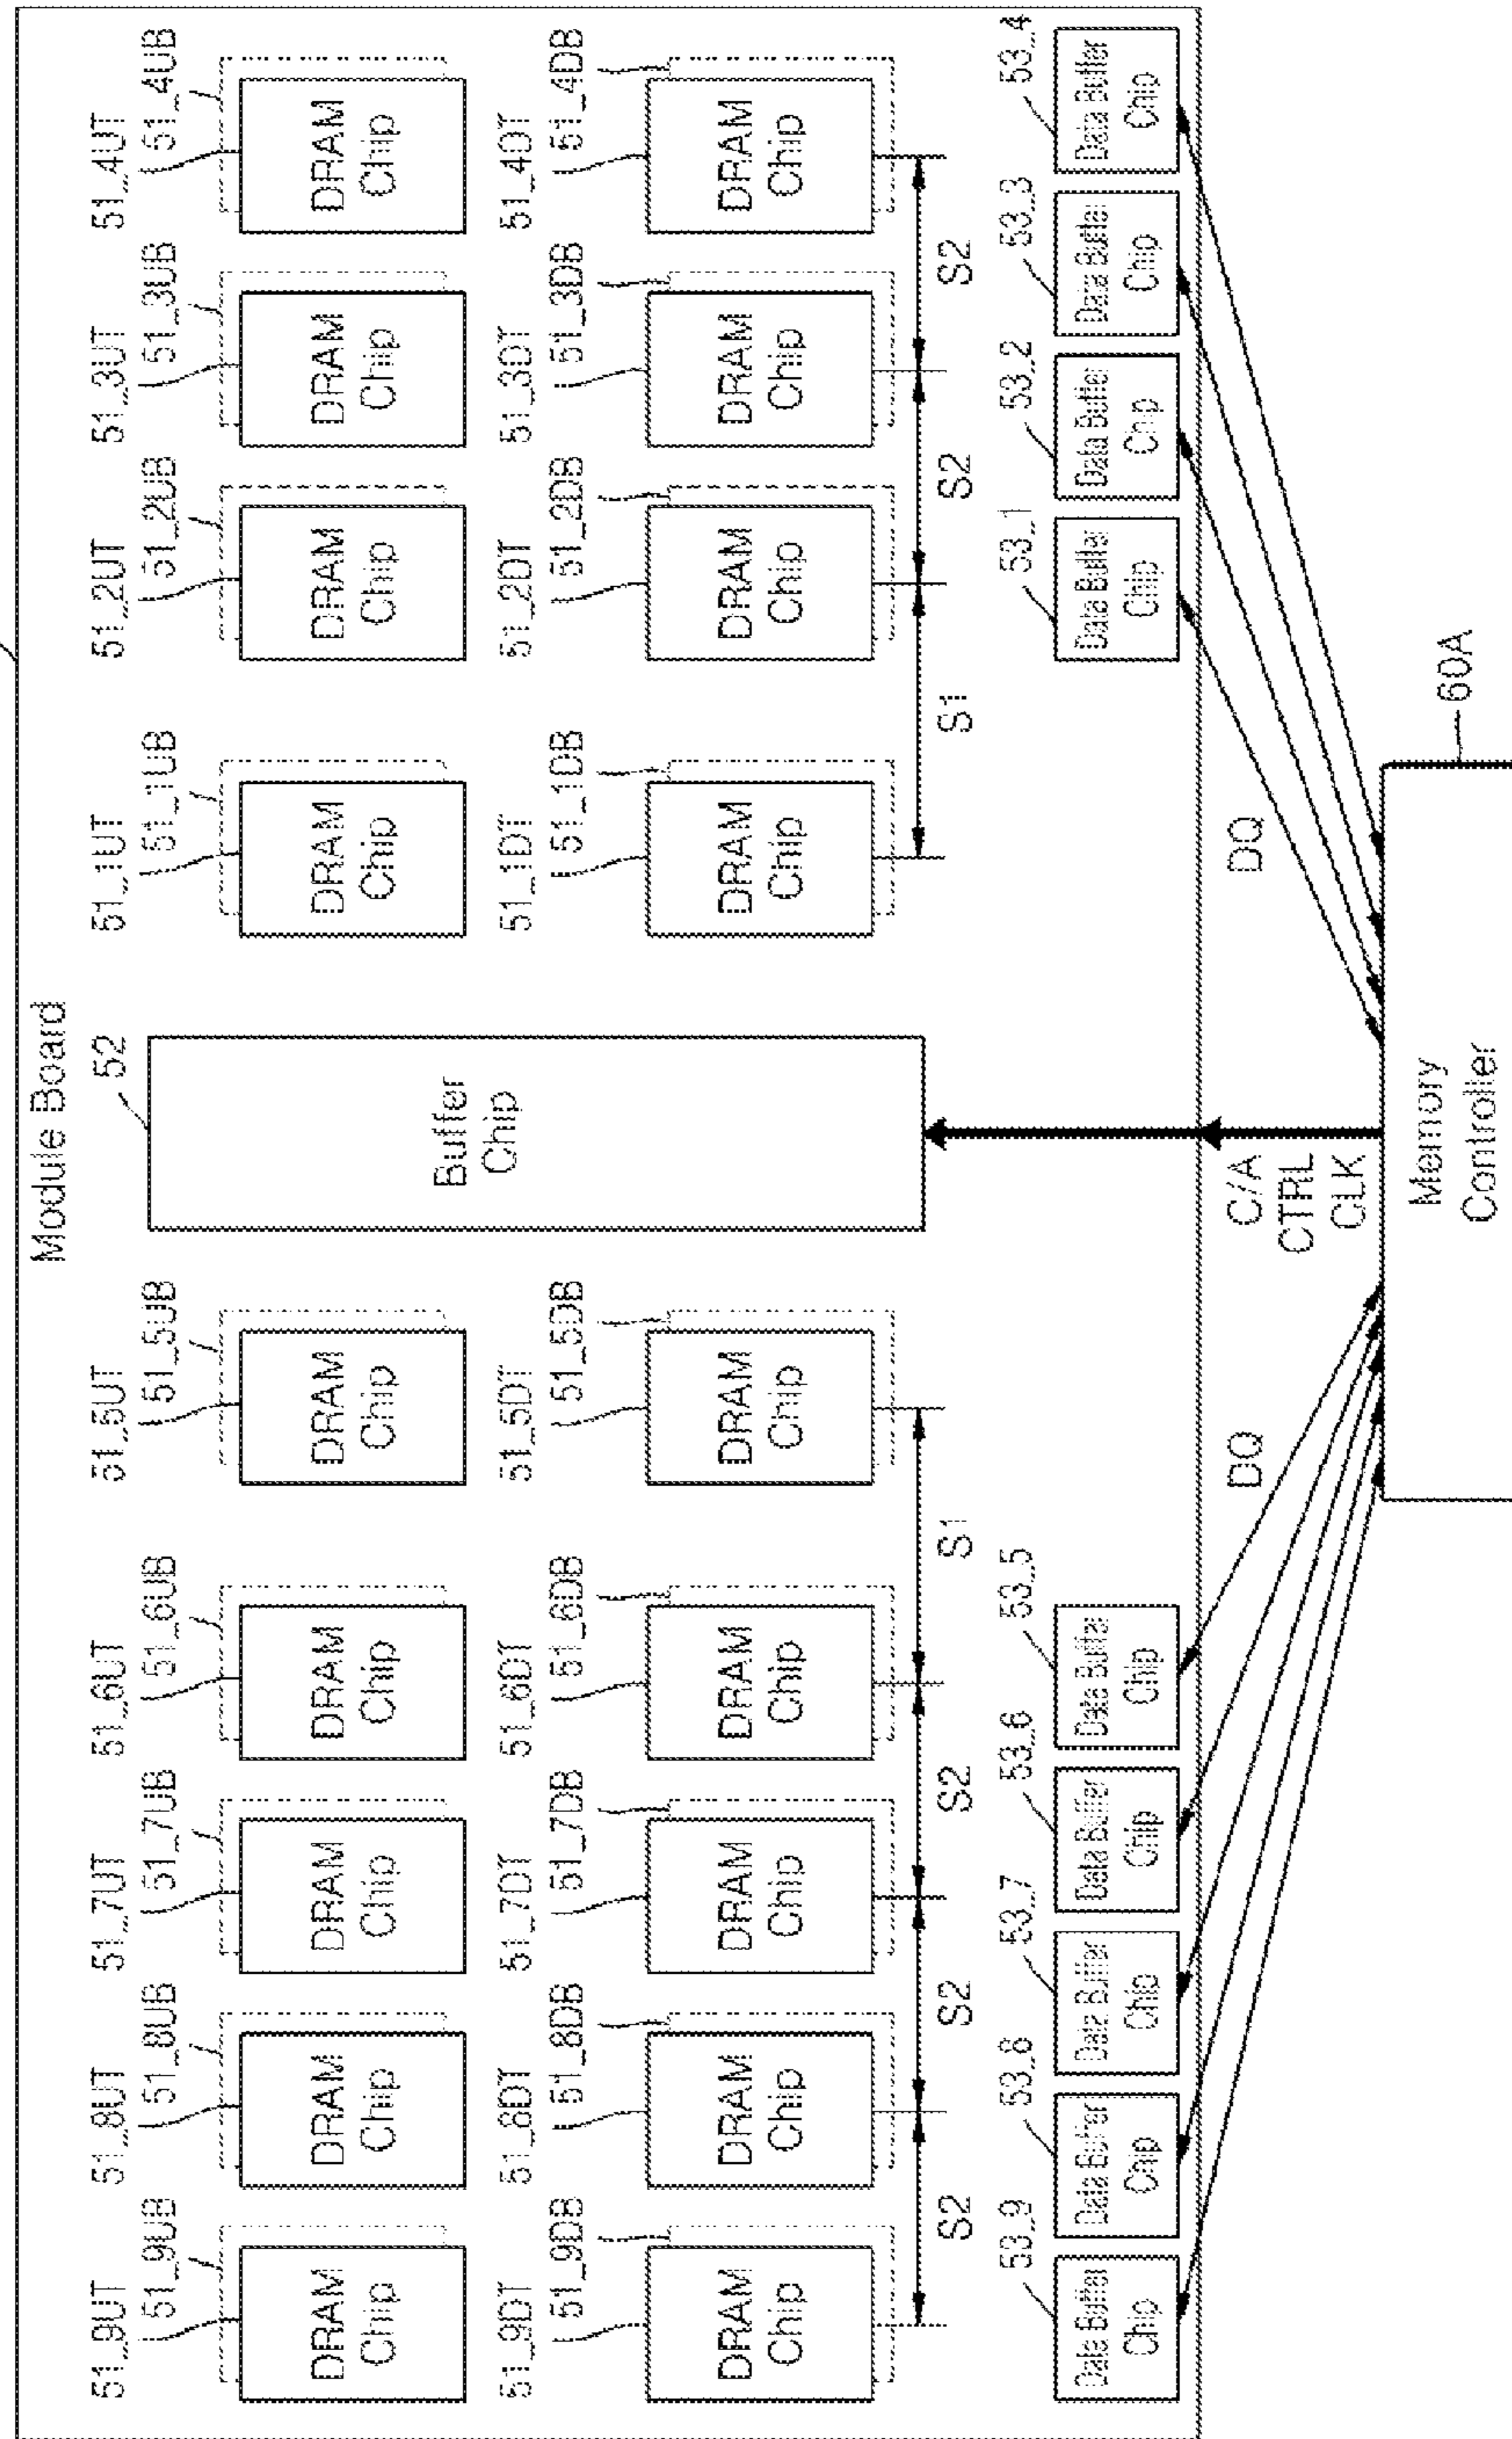 Module Board
51_9UT
51_9UB
51_8UT
51_8UB
51_7UT
51_7UB
51_6UT
51_6UB
51_5UT
51_5UB
52
51_1UT
51_1UB
51_2UT
51_2UB
51_3UT
51_3UB
51_4UT
51_4UB
DRAM
Chip
DRAM
Chip
DRAM
Chip
DRAM
Chip
DRAM
Chip
Buffer
Chip
DRAM
Chip
DRAM
Chip
DRAM
Chip
DRAM
Chip
51_9DT
51_9DB
51_8DT
51_8DB
51_7DT
51_7DB
51_6DT
51_6DB
51_5DT
51_5DB
51_1DT
51_1DB
51_2DT
51_2DB
51_3DT
51_3DB
51_4DT
51_4DB
DRAM
Chip
DRAM
Chip
DRAM
Chip
DRAM
Chip
DRAM
Chip
DRAM
Chip
DRAM
Chip
DRAM
Chip
DRAM
Chip
S2
S2
S2
S1
S1
S2
S2
53_9
53_8
53_7
53_6
53_5
53_1
53_2
53_3
53_4
Data Buffer
Chip
Data Buffer
Chip
Data Buffer
Chip
Data Buffer
Chip
Data Buffer
Chip
Data Buffer
Chip
Data Buffer
Chip
Data Buffer
Chip
Data Buffer
Chip
DQ
C/A
CTRL
CLK
DQ
Memory
Controller
60A